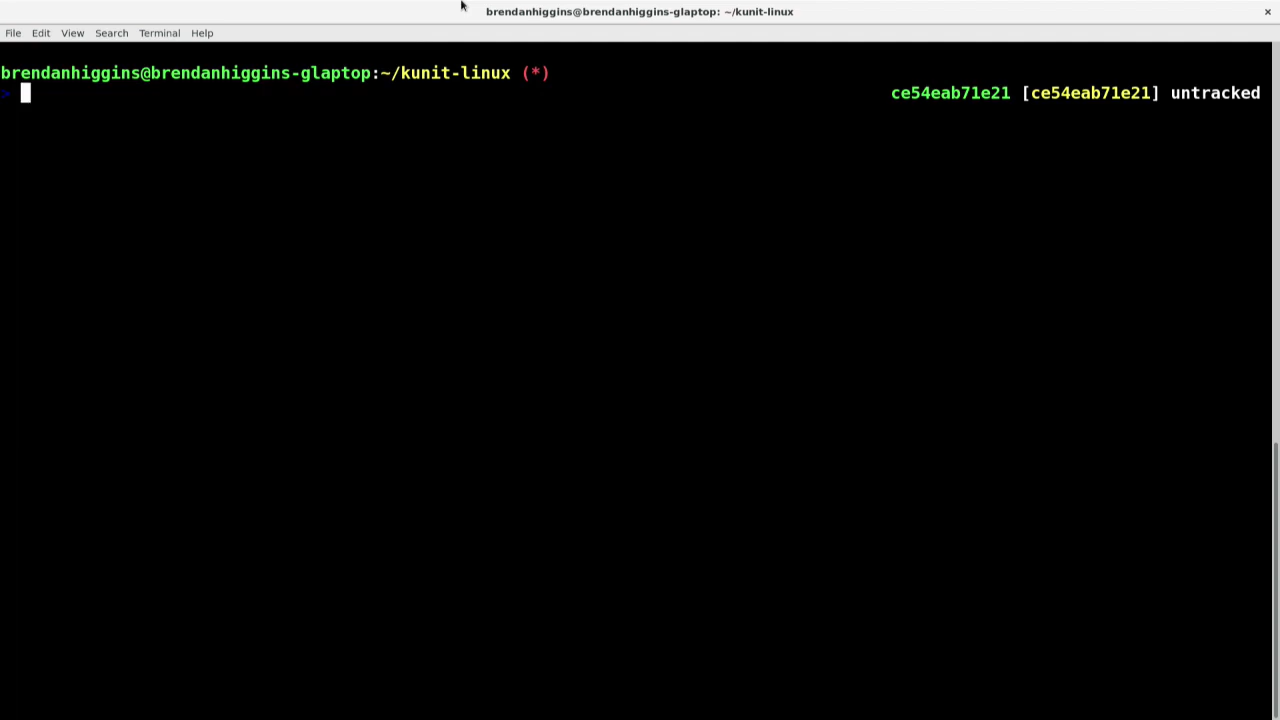 brendanhiggins@brendanhiggins-glaptop: ~/kunit-linux ×
File Edit View Search Terminal Help
brendanhiggins@brendanhiggins-glaptop:~/kunit-linux (*)
> ce54eab71e21 [ce54eab71e21] untracked